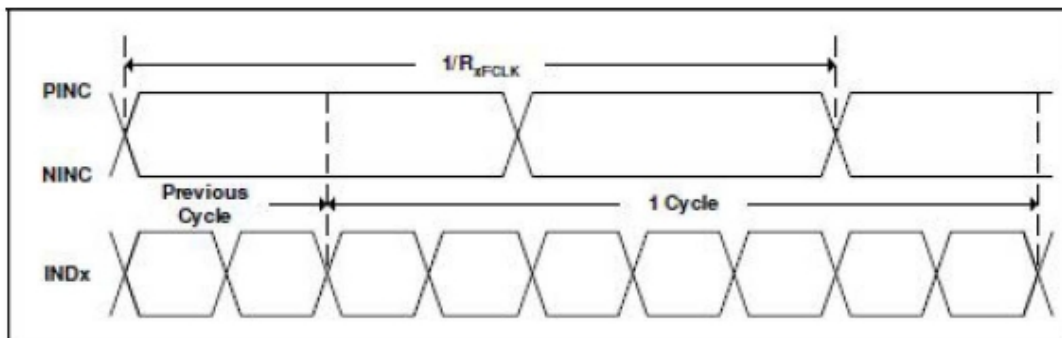 1/RxFCLK
PINC
NINC
Previous
Cycle
1 Cycle
INDx